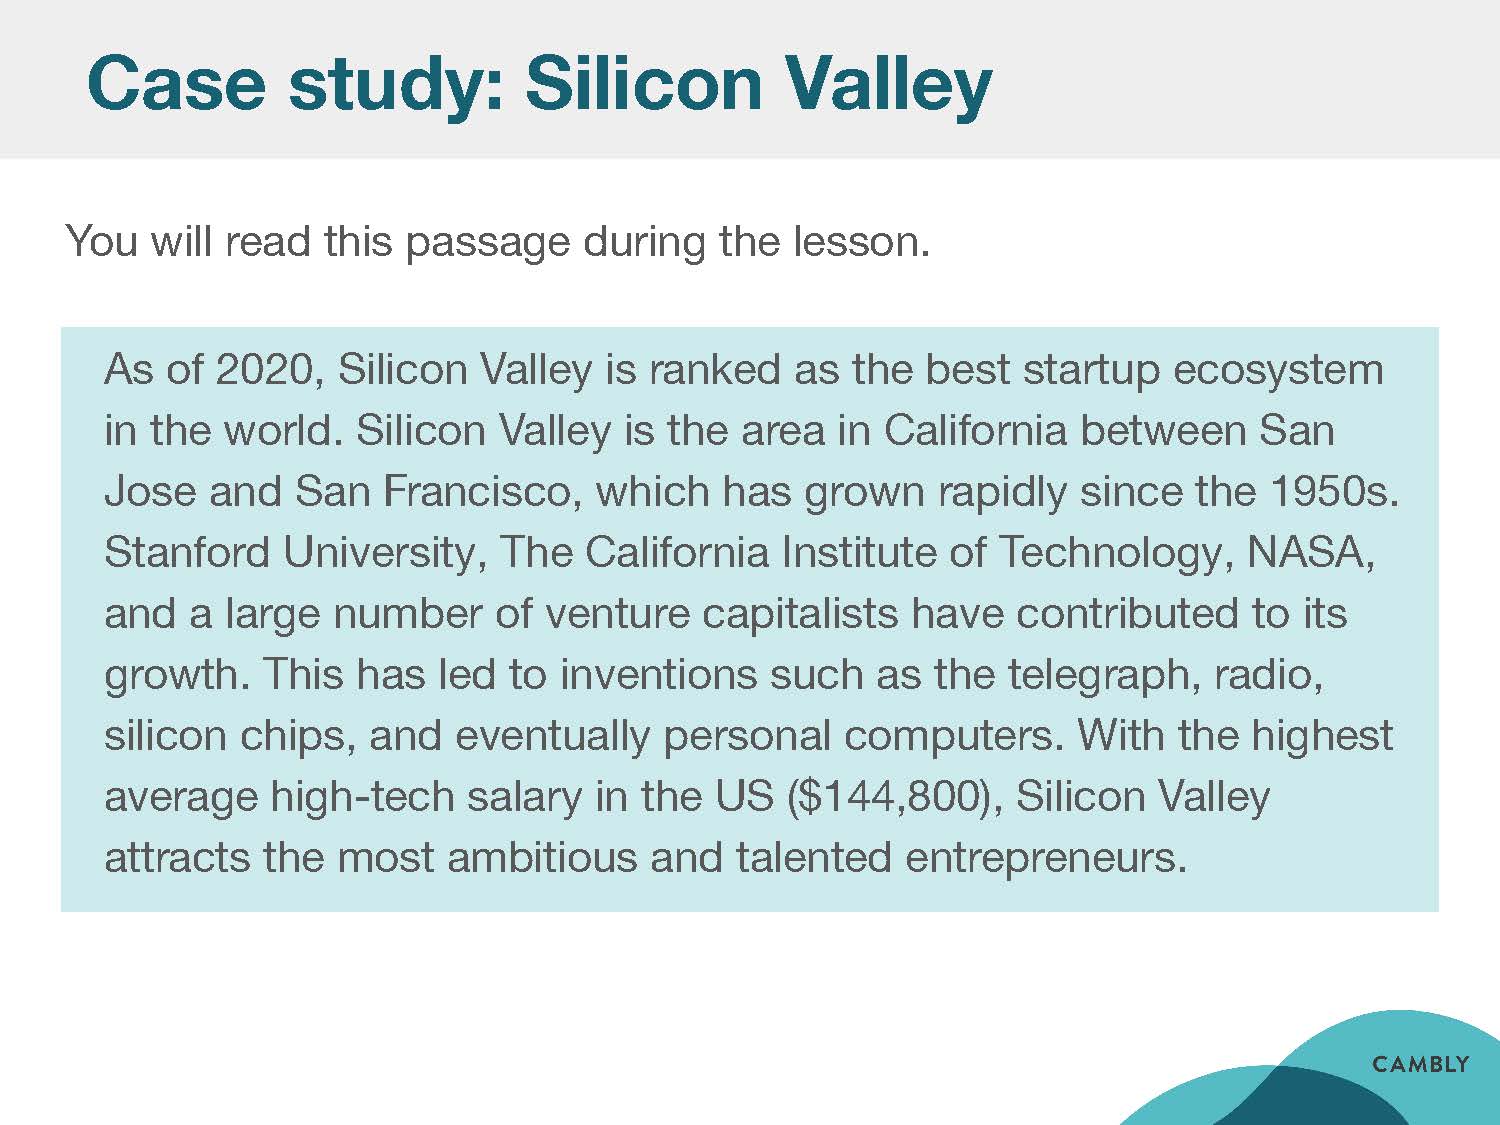 Case study: Silicon Valley
You will read this passage during the lesson.
As of 2020, Silicon Valley is ranked as the best startup ecosystem
in the world. Silicon Valley is the area in California between San
Jose and San Francisco, which has grown rapidly since the 1950s.
Stanford University, The California Institute of Technology, NASA,
and a large number of venture capitalists have contributed to its
growth. This has led to inventions such as the telegraph, radio,
silicon chips, and eventually personal computers. With the highest
average high-tech salary in the US ($144,800), Silicon Valley
attracts the most ambitious and talented entrepreneurs.
CAMBLY